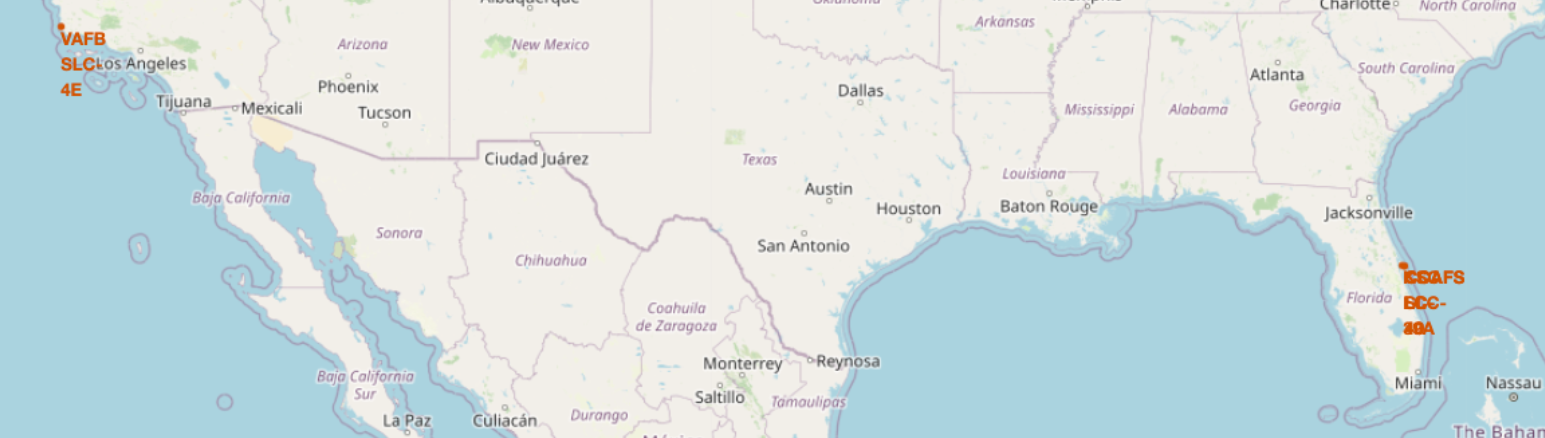 Albuquerque
Oklahoma
Memphis
Charlotte
North Carolina
Arkansas
VAFB
SLC-
4E
Los Angeles
Arizona
New Mexico
Phoenix
Dallas
Atlanta
South Carolina
Tijuana
Mexicali
Tucson
Mississippi
Alabama
Georgia
Ciudad Juárez
Texas
Louisiana
Baja California
Austin
Houston
Baton Rouge
Jacksonville
Sonora
San Antonio
Chihuahua
Florida
Coahuila
de Zaragoza
Monterrey
Reynosa
Baja California
Sur
Saltillo
Tamaulipas
Miami
Nassau
La Paz
Culiacán
Durango
The Baham